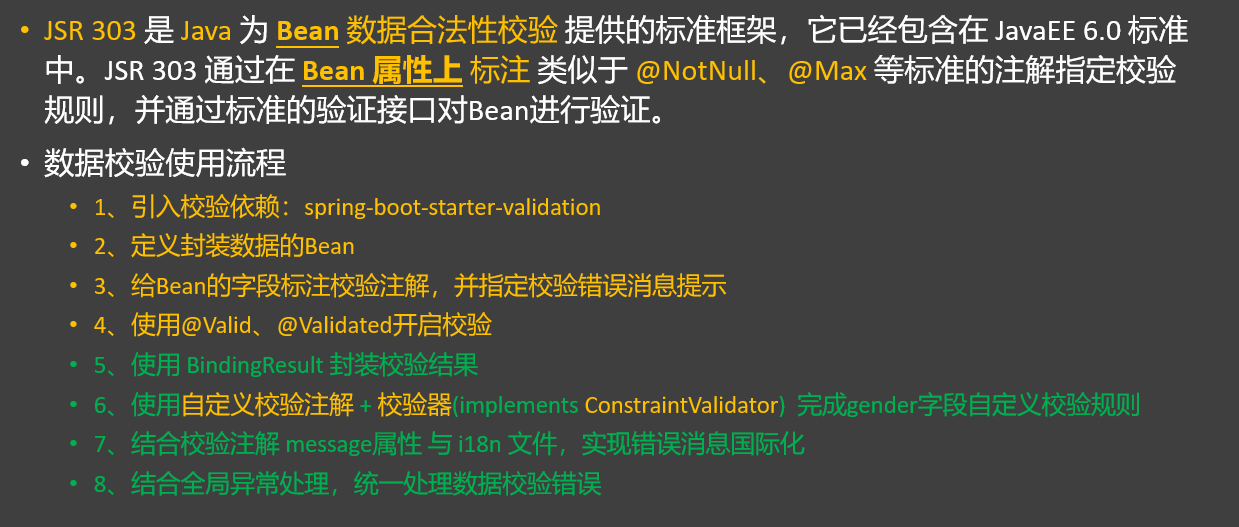 • JSR 303 是 Java 为 Bean 数据合法性校验 提供的标准框架，它已经包含在 JavaEE 6.0 标准
中。JSR 303 通过在 Bean 属性上 标注 类似于 @NotNull、@Max 等标准的注解指定校验
规则，并通过标准的验证接口对Bean进行验证。
• 数据校验使用流程
• 1、引入校验依赖：spring-boot-starter-validation
• 2、定义封装数据的Bean
• 3、给Bean的字段标注校验注解，并指定校验错误消息提示
• 4、使用@Valid、@Validated开启校验
• 5、使用 BindingResult 封装校验结果
• 6、使用自定义校验注解 + 校验器(implements ConstraintValidator) 完成gender字段自定义校验规则
• 7、结合校验注解 message属性 与 i18n 文件，实现错误消息国际化
• 8、结合全局异常处理，统一处理数据校验错误